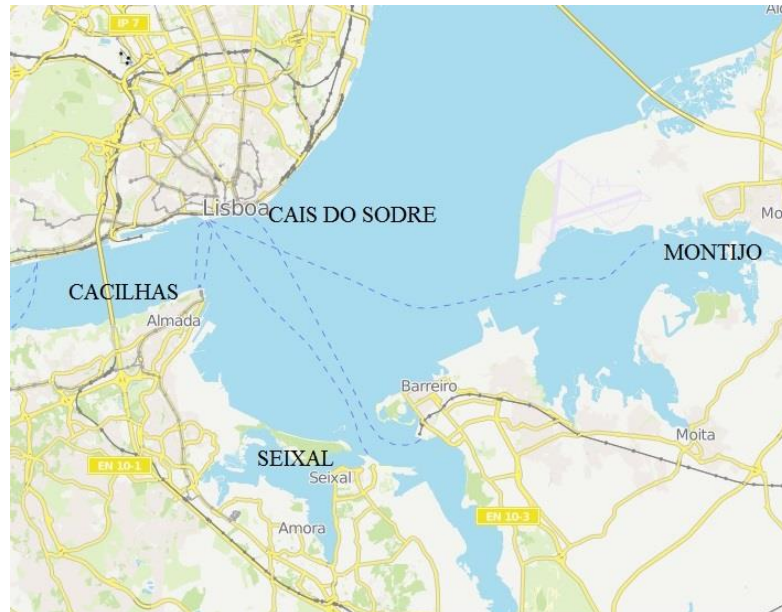 IP 7
Alc
Lisboa
CAIS DO SODRE
Mo
MONTIJO
CACILHAS
Almada
Barreiro
Moita
SEIXAL
EN 10-1
Seixal
EN 10-3
Amora